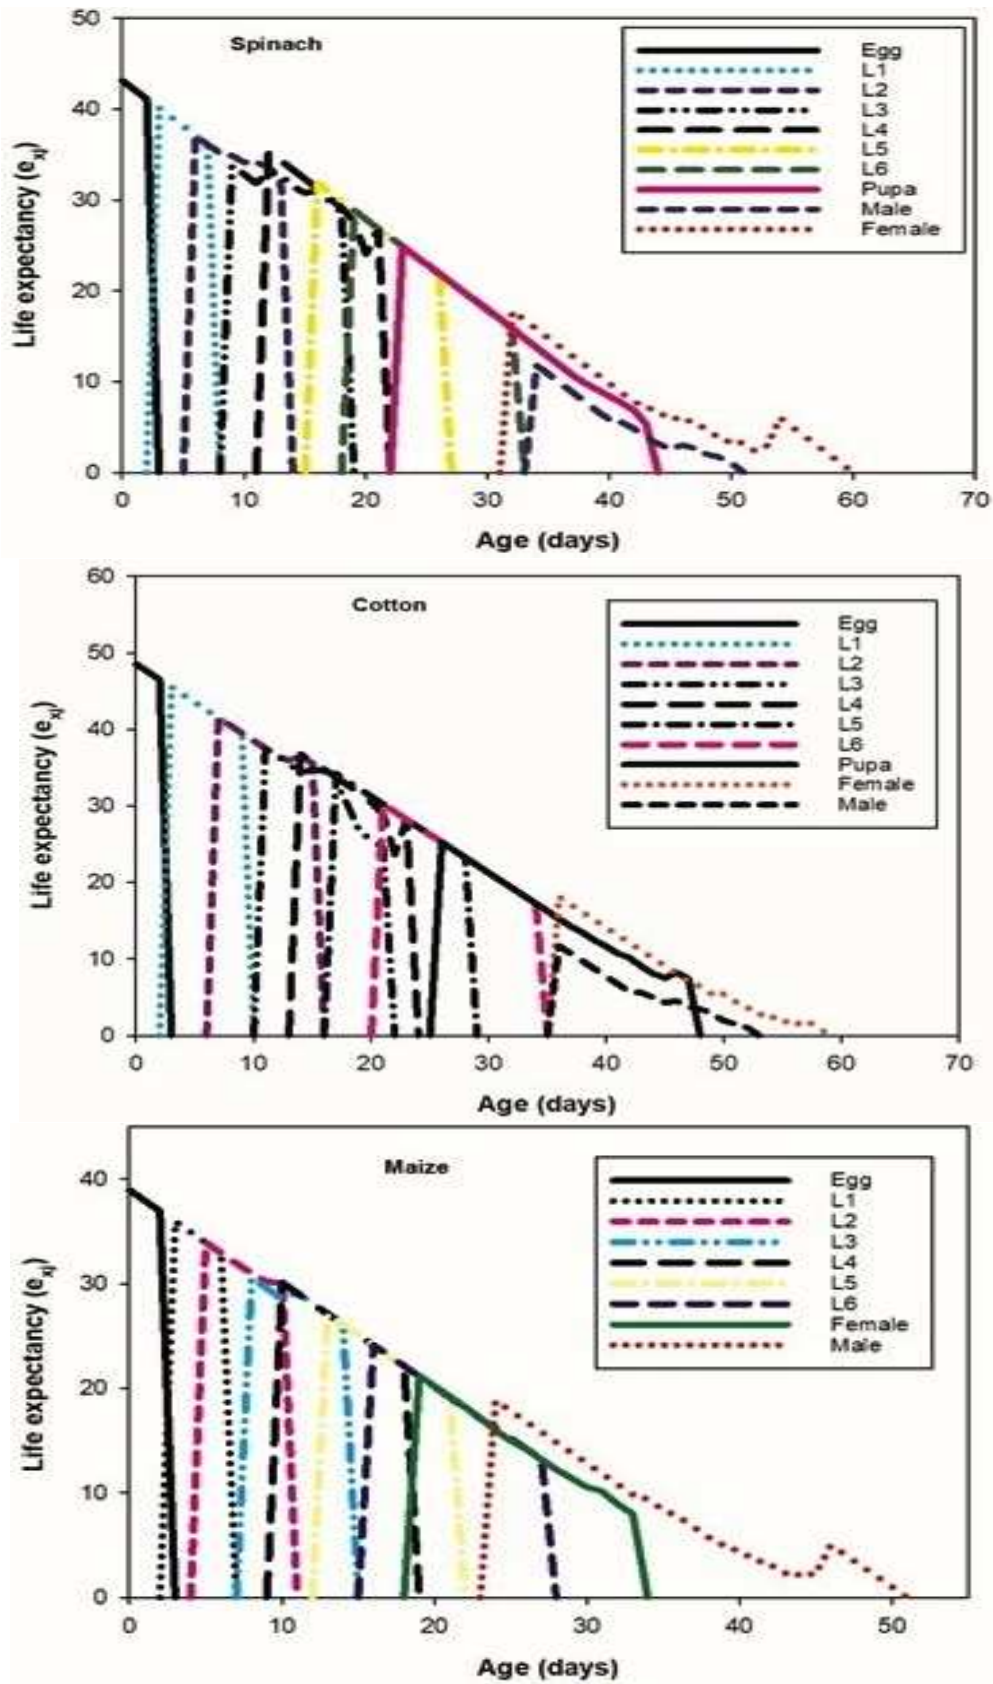 50
Spinach
Egg
L1
L2
L3
L4
L5
L6
Pupa
Male
Female
40
30
20
10
0
Life expectancy (exj)
0 10 20 30 40 50 60 70
Age (days)
60
Cotton
Egg
L1
L2
L3
L4
L5
L6
Pupa
Female
Male
50
40
30
20
10
0
Life expectancy (exj)
0 10 20 30 40 50 60 70
Age (days)
Maize
Egg
L1
L2
L3
L4
L5
L6
Female
Male
40
30
20
10
0
Life expectancy (exj)
0 10 20 30 40 50
Age (days)